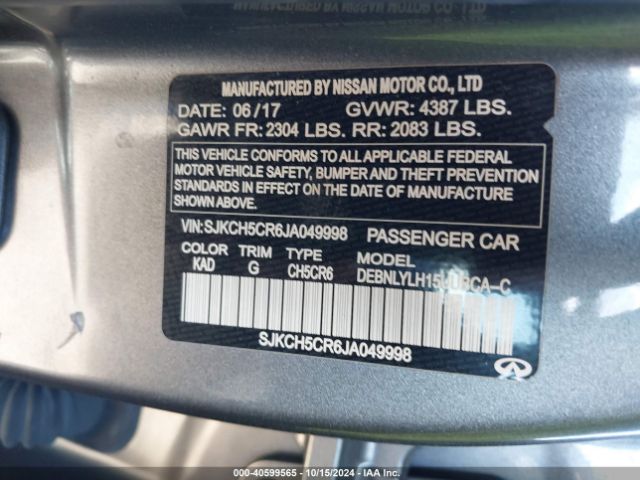 MANUFACTURED BY NISSAN MOTOR CO., LTD
DATE: 06/17 GVWR: 4387 LBS.
GAWR FR: 2304 LBS. RR: 2083 LBS.
THIS VEHICLE CONFORMS TO ALL APPLICABLE FEDERAL
MOTOR VEHICLE SAFETY, BUMPER AND THEFT PREVENTION
STANDARDS IN EFFECT ON THE DATE OF MANUFACTURE
SHOWN ABOVE.
VIN:SJKCH5CR6JA049998 PASSENGER CAR
COLOR TRIM TYPE MODEL
KAD G CH5CR6
SJKCH5CR6JA049998
000-40599565 - 10/15/2024 - IAA Inc.